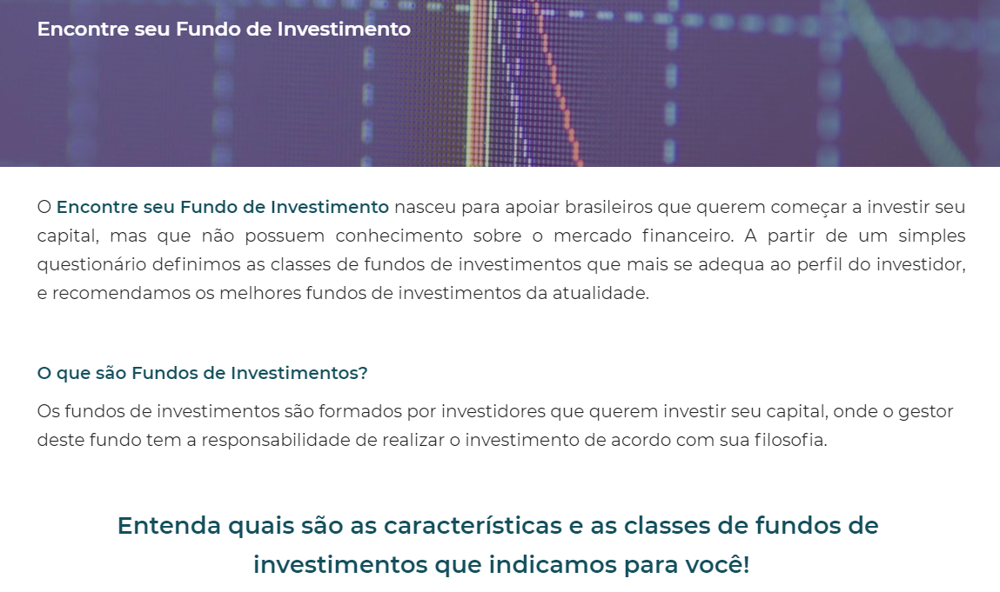 Encontre seu Fundo de Investimento
O Encontre seu Fundo de Investimento nasceu para apoiar brasileiros que querem começar a investir seu
capital, mas que não possuem conhecimento sobre o mercado financeiro. A partir de um simples
questionário definimos as classes de fundos de investimentos que mais se adequa ao perfil do investidor,
e recomendamos os melhores fundos de investimentos da atualidade.
O que são Fundos de Investimentos?
Os fundos de investimentos são formados por investidores que querem investir seu capital, onde o gestor
deste fundo tem a responsabilidade de realizar o investimento de acordo com sua filosofia.
Entenda quais são as características e as classes de fundos de
investimentos que indicamos para você!